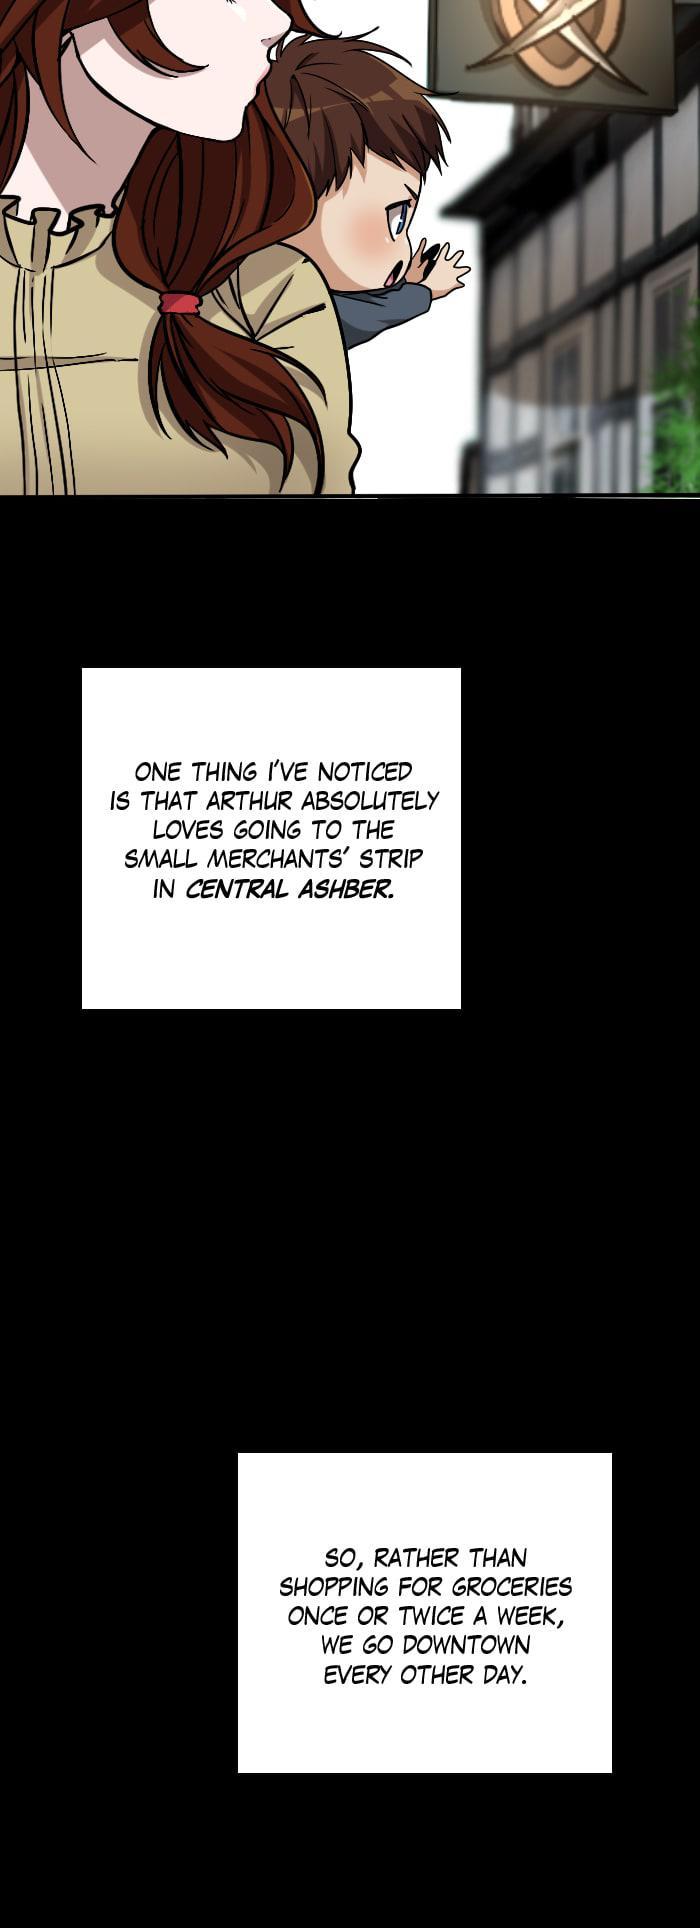 ONE THING I'VE NOTICED
IS THAT ARTHUR ABSOLUTELY
LOVES GOING TO THE
SMALL MERCHANTS' STRIP
IN CENTRAL ASHBER.
SO, RATHER THAN
SHOPPING FOR GROCERIES
ONCE OR TWICE A WEEK,
WE GO DOWNTOWN
EVERY OTHER DAY.